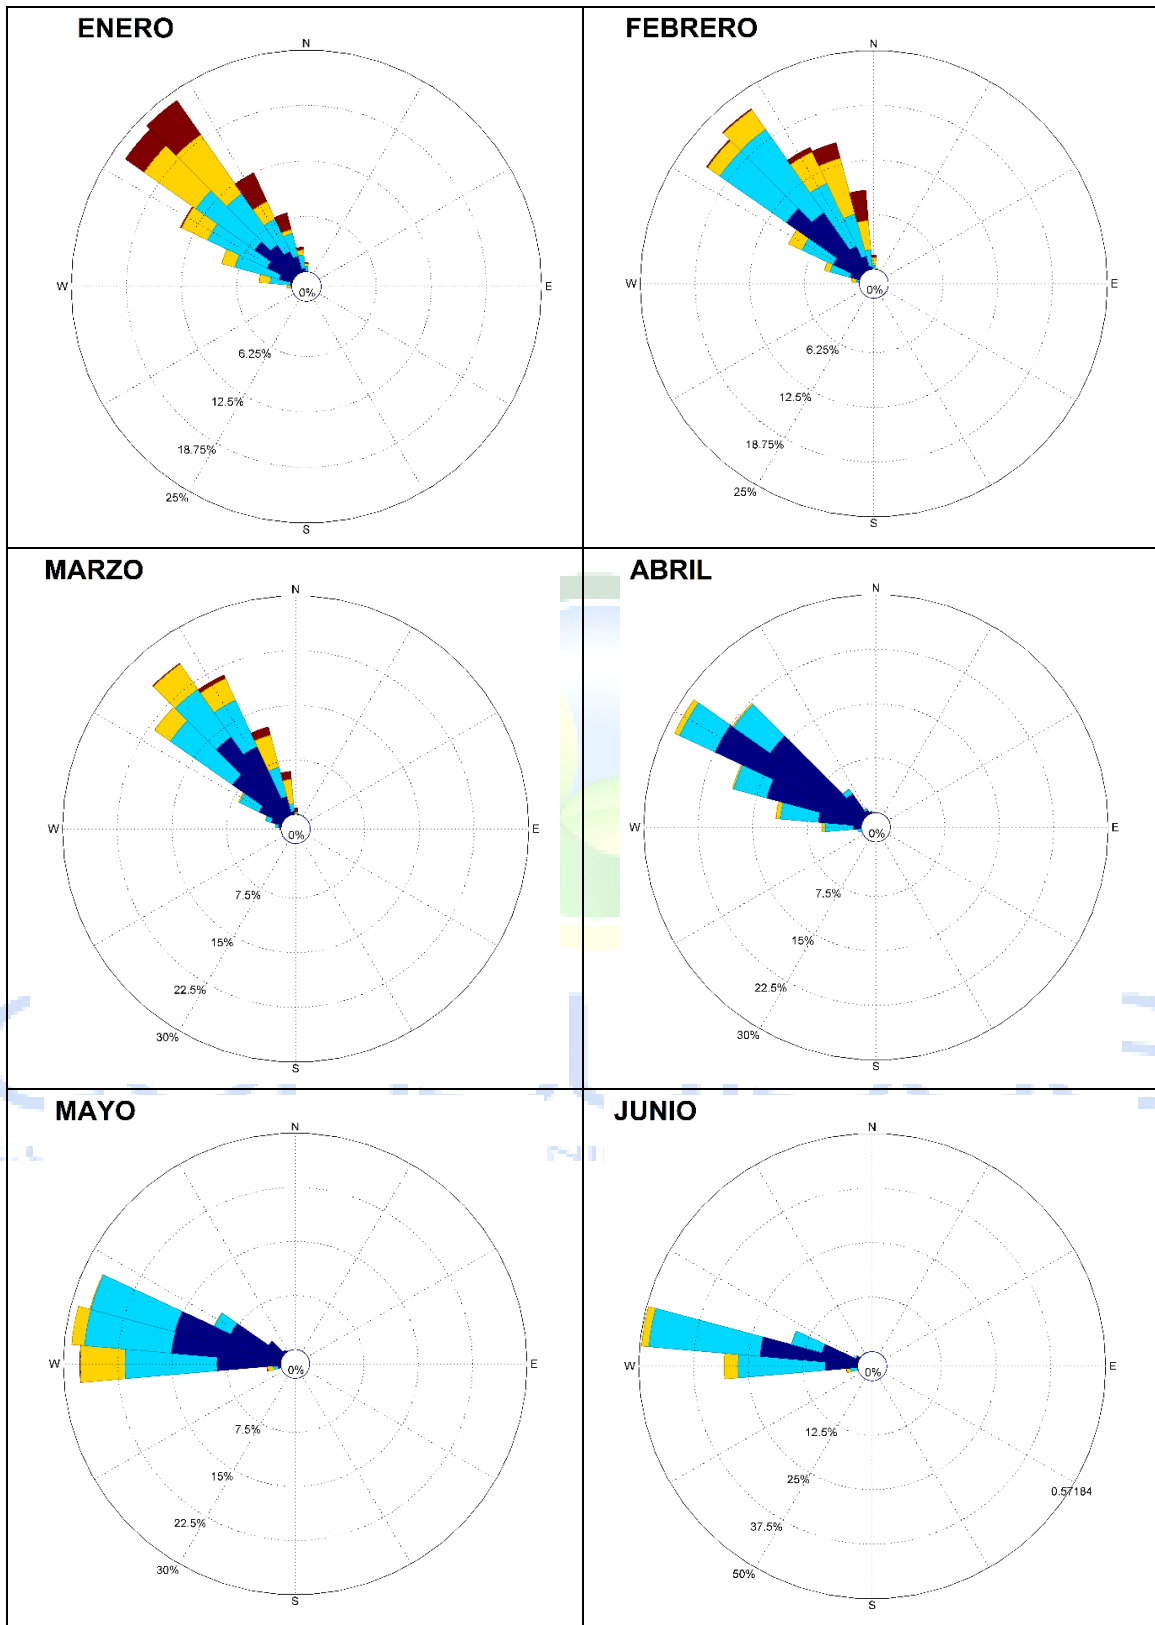 ENERO
N
W
E
0%
6.25%
12.5%
18.75%
25%
S
FEBRERO
N
W
E
0%
6.25%
12.5%
18.75%
25%
S
MARZO
N
W
E
0%
7.5%
15%
22.5%
30%
S
ABRIL
N
W
E
0%
7.5%
15%
22.5%
30%
S
MAYO
N
W
E
0%
7.5%
15%
22.5%
30%
S
JUNIO
N
W
E
0%
12.5%
25%
0.57184
37.5%
50%
S